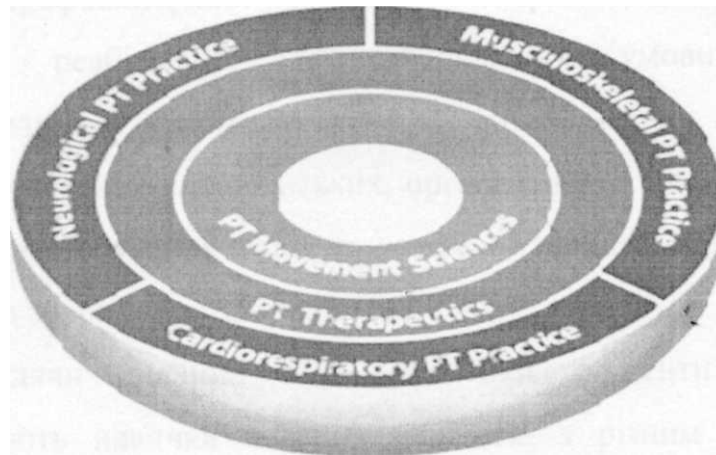 Neurological PT Practice
Musculoskeletal PT Practice
PT Movement Sciences
PT Therapeutics
Cardiorespiratory PT Practice